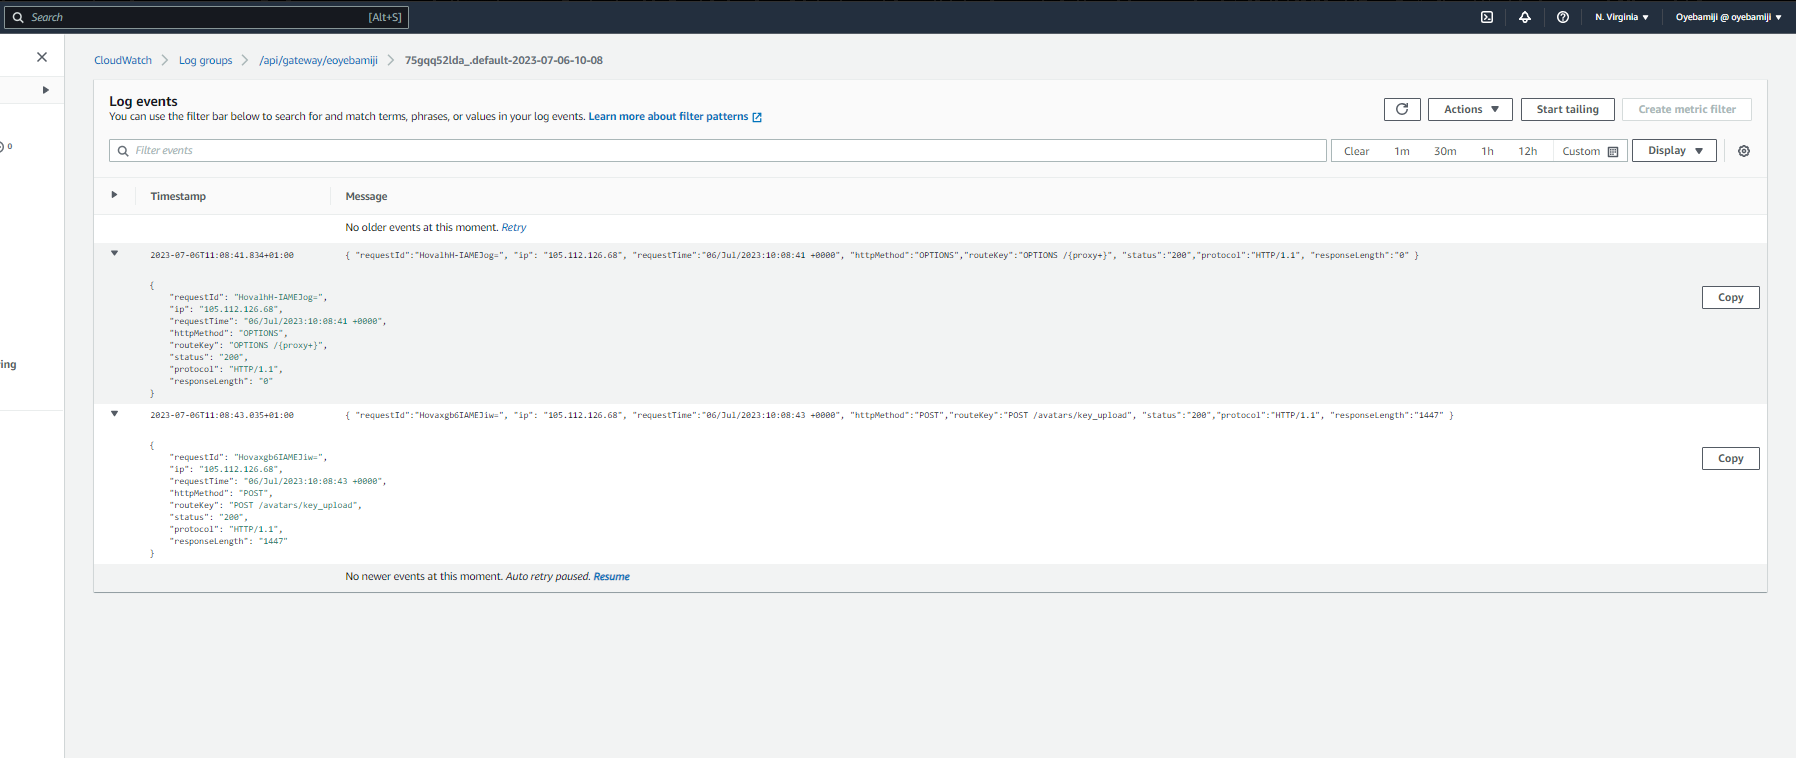 Search [Alt+S] N. Virginia Oyebamiji @ oyebamiji
CloudWatch Log groups /api/gateway/eoyebamiji 75gqq52lda_.default-2023-07-06-10-08
Log events
You can use the filter bar below to search for and match terms, phrases, or values in your log events. Learn more about filter patterns
Actions Start tailing Create metric filter
Filter events Clear 1m 30m 1h 12h Custom Display
0
Timestamp Message
No older events at this moment. Retry
2023-07-06T11:08:41.834+01:00 { "requestId":"HovalhH-IAMEJog=", "ip": "105.112.126.68", "requestTime":"06/Jul/2023:10:08:41 +0000", "httpMethod":"OPTIONS","routeKey":"OPTIONS /{proxy+}", "status":"200","protocol":"HTTP/1.1", "responseLength":"0" }
{
"requestId": "HovalhH-IAMEJog=",
"ip": "105.112.126.68",
"requestTime": "06/Jul/2023:10:08:41 +0000",
"httpMethod": "OPTIONS",
"routeKey": "OPTIONS /{proxy+}",
"status": "200",
"protocol": "HTTP/1.1",
"responseLength": "0"
}
Copy
ing
2023-07-06T11:08:43.035+01:00 { "requestId":"Hovaxgb6IAMEJiw=", "ip": "105.112.126.68", "requestTime":"06/Jul/2023:10:08:43 +0000", "httpMethod":"POST","routeKey":"POST /avatars/key_upload", "status":"200","protocol":"HTTP/1.1", "responseLength":"1447" }
{
"requestId": "Hovaxgb6IAMEJiw=",
"ip": "105.112.126.68",
"requestTime": "06/Jul/2023:10:08:43 +0000",
"httpMethod": "POST",
"routeKey": "POST /avatars/key_upload",
"status": "200",
"protocol": "HTTP/1.1",
"responseLength": "1447"
}
Copy
No newer events at this moment. Auto retry paused. Resume